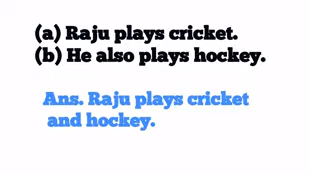 (a) Raju plays cricket.
(b) He also plays hockey.
Ans. Raju plays cricket
and hockey.